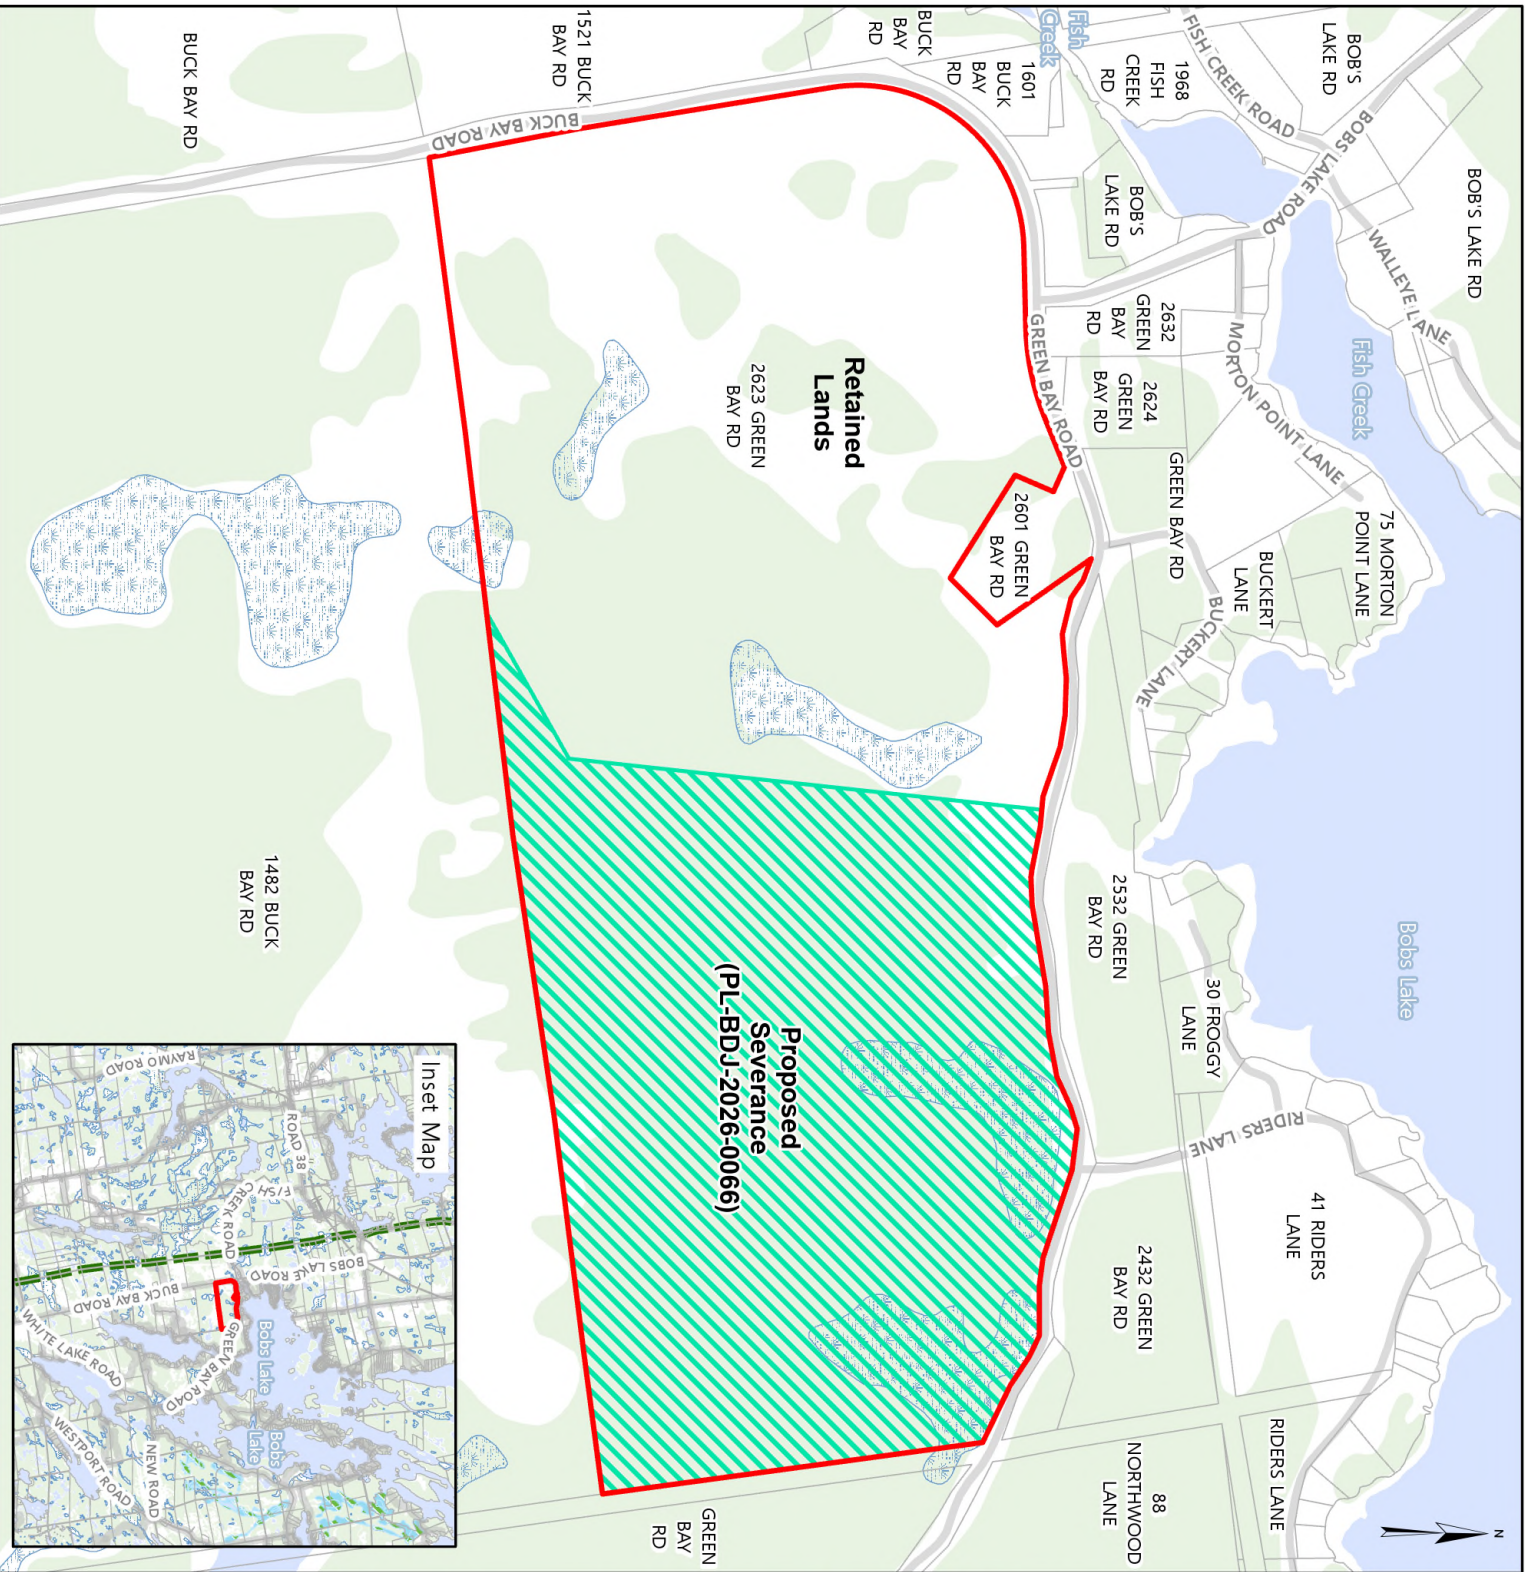 BOB'S LAKE RD
BOB'S
LAKE RD
BOBS LAKE ROAD
WALLEYE LANE
FISH CREEK ROAD
1968
FISH
CREEK
RD
Fish
Creek
BUCK
BAY
RD
1601
BUCK
BAY
RD
BOB'S
LAKE RD
BOBS LAKE ROAD
Fish Creek
MORTON POINT LANE
75 MORTON
POINT LANE
2632
GREEN
BAY
RD
2624
GREEN
BAY RD
GREEN BAY RD
GREEN BAY ROAD
BUCKERT
LANE
BUCKERT LANE
Bobs Lake
1521 BUCK
BAY RD
BUCK BAY ROAD
BUCK BAY RD
Retained
Lands
2623 GREEN
BAY RD
2601 GREEN
BAY RD
2532 GREEN
BAY RD
30 FROGGY
LANE
RIDERS LANE
41 RIDERS
LANE
2432 GREEN
BAY RD
RIDERS LANE
88
NORTHWOOD
LANE
N
Proposed
Severance
(PL-BDJ-2026-0066)
1482 BUCK
BAY RD
GREEN
BAY
RD
Inset Map
RAYMO ROAD
ROAD 38
FISH
CREEK ROAD
BOBS LAKE ROAD
BUCK BAY ROAD
GREEN BAY ROAD
Bobs Lake
Bobs
Lake
WHITE LAKE ROAD
WESTPORT ROAD
NEW ROAD